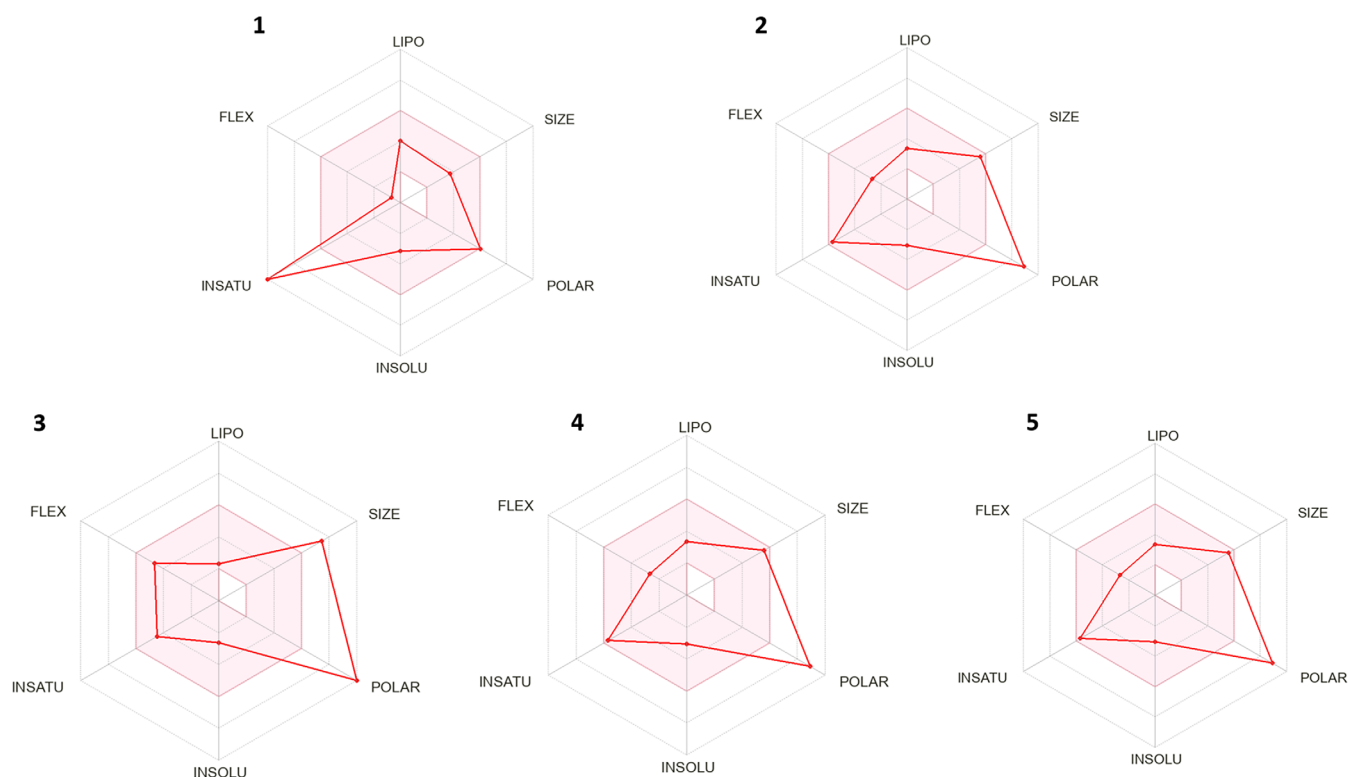 1
LIPO
FLEX
SIZE
INSATU
POLAR
INSOLU
2
LIPO
FLEX
SIZE
INSATU
POLAR
INSOLU
3
LIPO
FLEX
SIZE
INSATU
POLAR
INSOLU
4
LIPO
FLEX
SIZE
INSATU
POLAR
INSOLU
5
LIPO
FLEX
SIZE
INSATU
POLAR
INSOLU